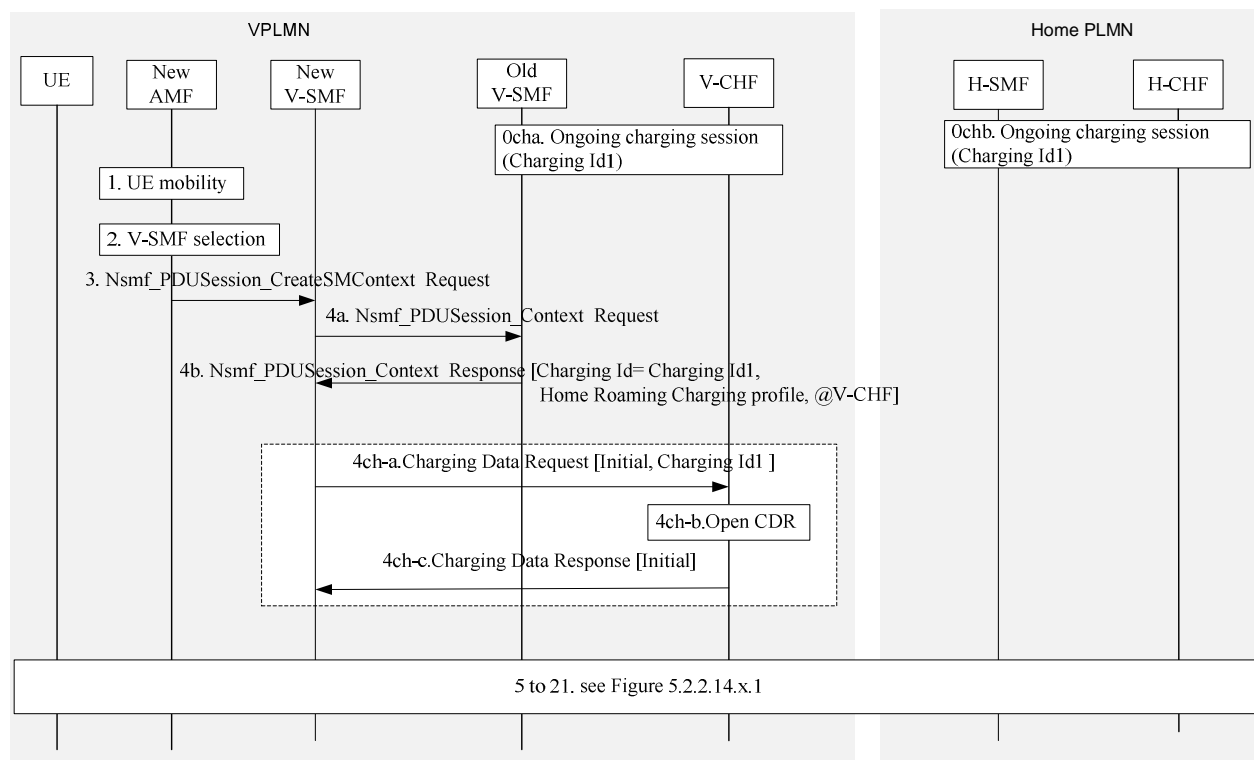 VPLMN
Home PLMN
UE
New
AMF
New
V-SMF
Old
V-SMF
V-CHF
H-SMF
H-CHF
0cha. Ongoing charging session
(Charging Id1)
0chb. Ongoing charging session
(Charging Id1)
1. UE mobility
2. V-SMF selection
3. Nsmf_PDUSession_CreateSMContext Request
4a. Nsmf_PDUSession_Context Request
4b. Nsmf_PDUSession_Context Response [Charging Id= Charging Id1,
Home Roaming Charging profile, @V-CHF]
4ch-a.Charging Data Request [Initial, Charging Id1 ]
4ch-b.Open CDR
4ch-c.Charging Data Response [Initial]
5 to 21. see Figure 5.2.2.14.x.1